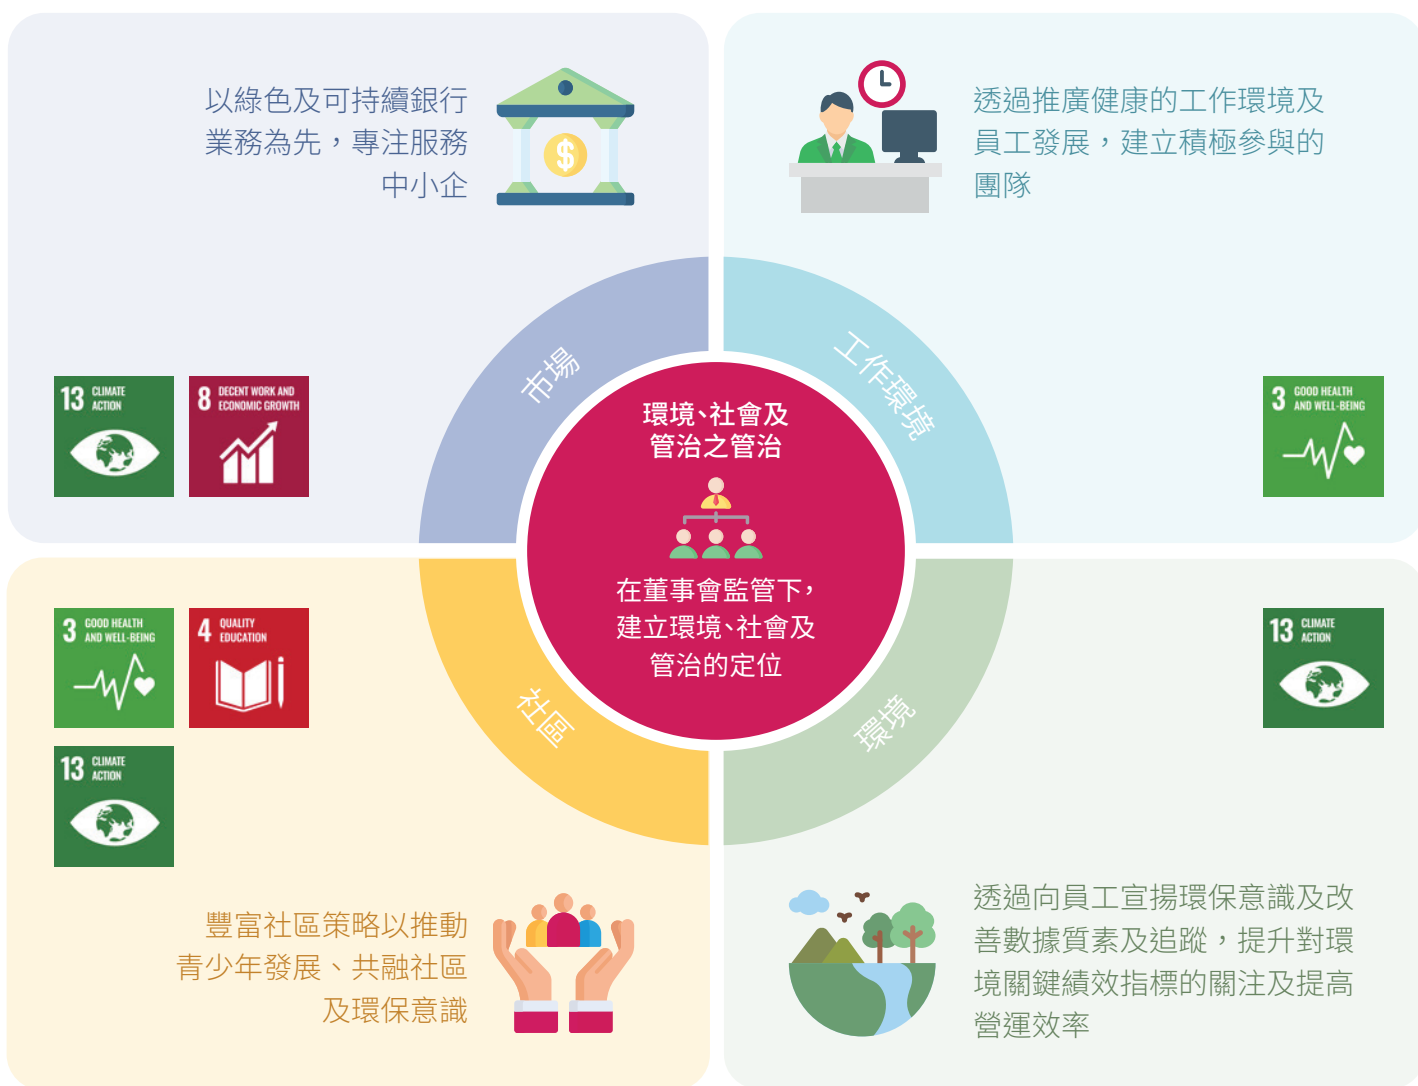 以綠色及可持續銀行
業務為先，專注服務
中小企
13 CLIMATE
ACTION
8 DECENT WORK AND
ECONOMIC GROWTH
市場
透過推廣健康的工作環境及
員工發展，建立積極參與的
團隊
工作環境
3 GOOD HEALTH
AND WELL-BEING
環境、社會及
管治之管治
在董事會監管下，
建立環境、社會及
管治的定位
3 GOOD HEALTH
AND WELL-BEING
4 QUALITY
EDUCATION
13 CLIMATE
ACTION
社區
豐富社區策略以推動
青少年發展、共融社區
及環保意識
環境
13 CLIMATE
ACTION
透過向員工宣揚環保意識及改
善數據質素及追蹤，提升對環
境關鍵績效指標的關注及提高
營運效率